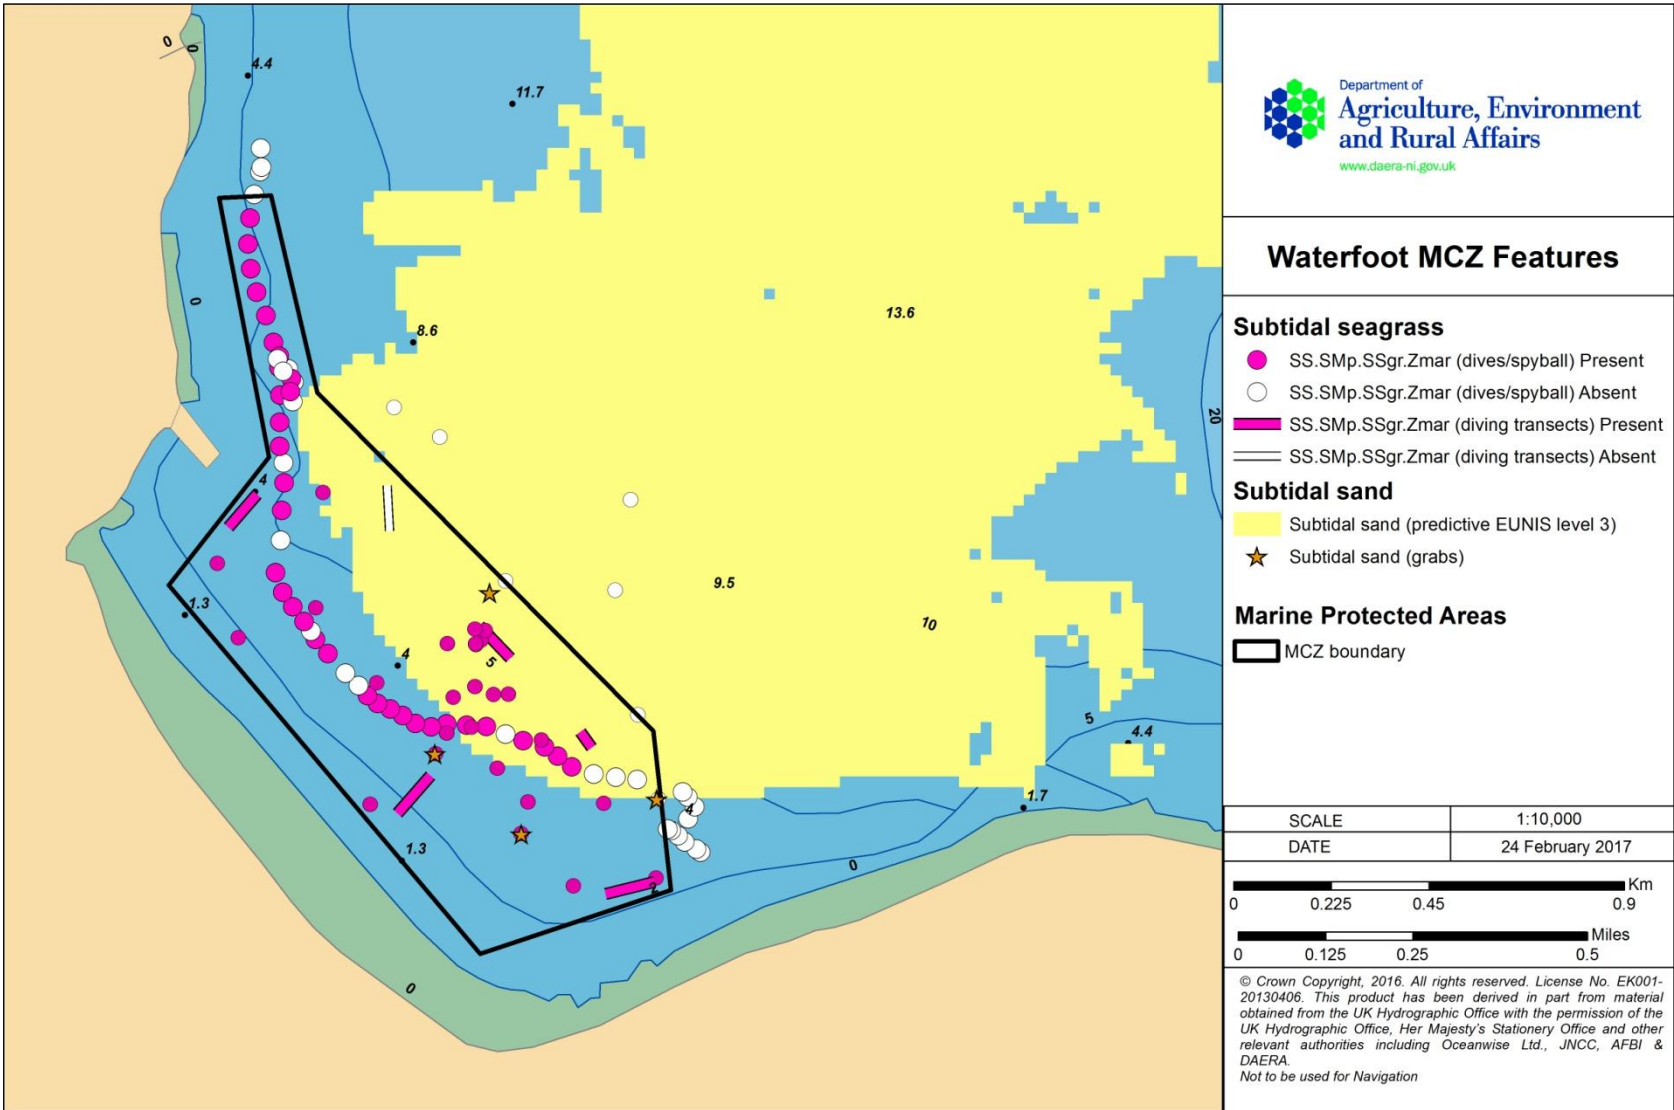 Department of
Agriculture, Environment
and Rural Affairs
www.daera-ni.gov.uk
Waterfoot MCZ Features
Subtidal seagrass
SS.SMp.SSgr.Zmar (dives/spyball) Present
SS.SMp.SSgr.Zmar (dives/spyball) Absent
SS.SMp.SSgr.Zmar (diving transects) Present
SS.SMp.SSgr.Zmar (diving transects) Absent
Subtidal sand
Subtidal sand (predictive EUNIS level 3)
Subtidal sand (grabs)
Marine Protected Areas
MCZ boundary
SCALE 1:10,000
DATE 24 February 2017
Km
0 0.225 0.45 0.9
Miles
0 0.125 0.25 0.5
© Crown Copyright, 2016. All rights reserved. License No. EK001-
20130406. This product has been derived in part from material
obtained from the UK Hydrographic Office with the permission of the
UK Hydrographic Office, Her Majesty's Stationery Office and other
relevant authorities including Oceanwise Ltd., JNCC, AFBI &
DAERA.
Not to be used for Navigation
0
0
4.4
11.7
0
13.6
8.6
20
4
9.5
1.3
10
4
5
5
4.4
4
1.7
1.3
0
2
0